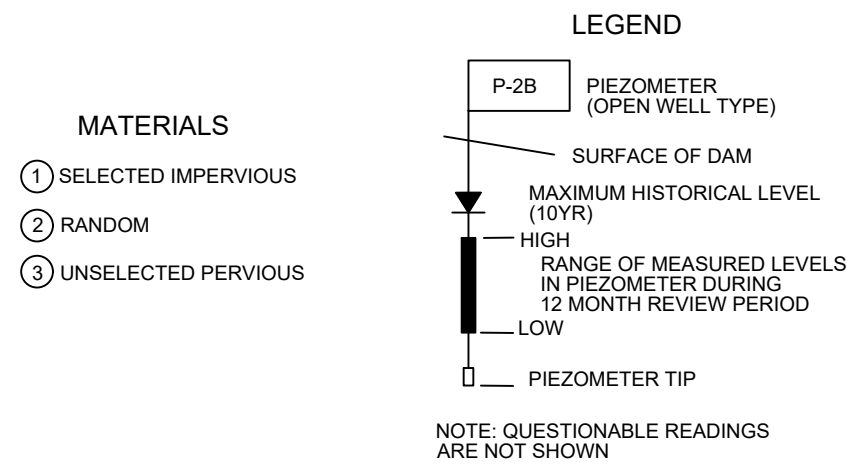 MATERIALS
1 SELECTED IMPERVIOUS
2 RANDOM
3 UNSELECTED PERVIOUS
LEGEND
P-2B
PIEZOMETER
(OPEN WELL TYPE)
SURFACE OF DAM
MAXIMUM HISTORICAL LEVEL
(10YR)
HIGH
RANGE OF MEASURED LEVELS
IN PIEZOMETER DURING
12 MONTH REVIEW PERIOD
LOW
PIEZOMETER TIP
NOTE: QUESTIONABLE READINGS
ARE NOT SHOWN